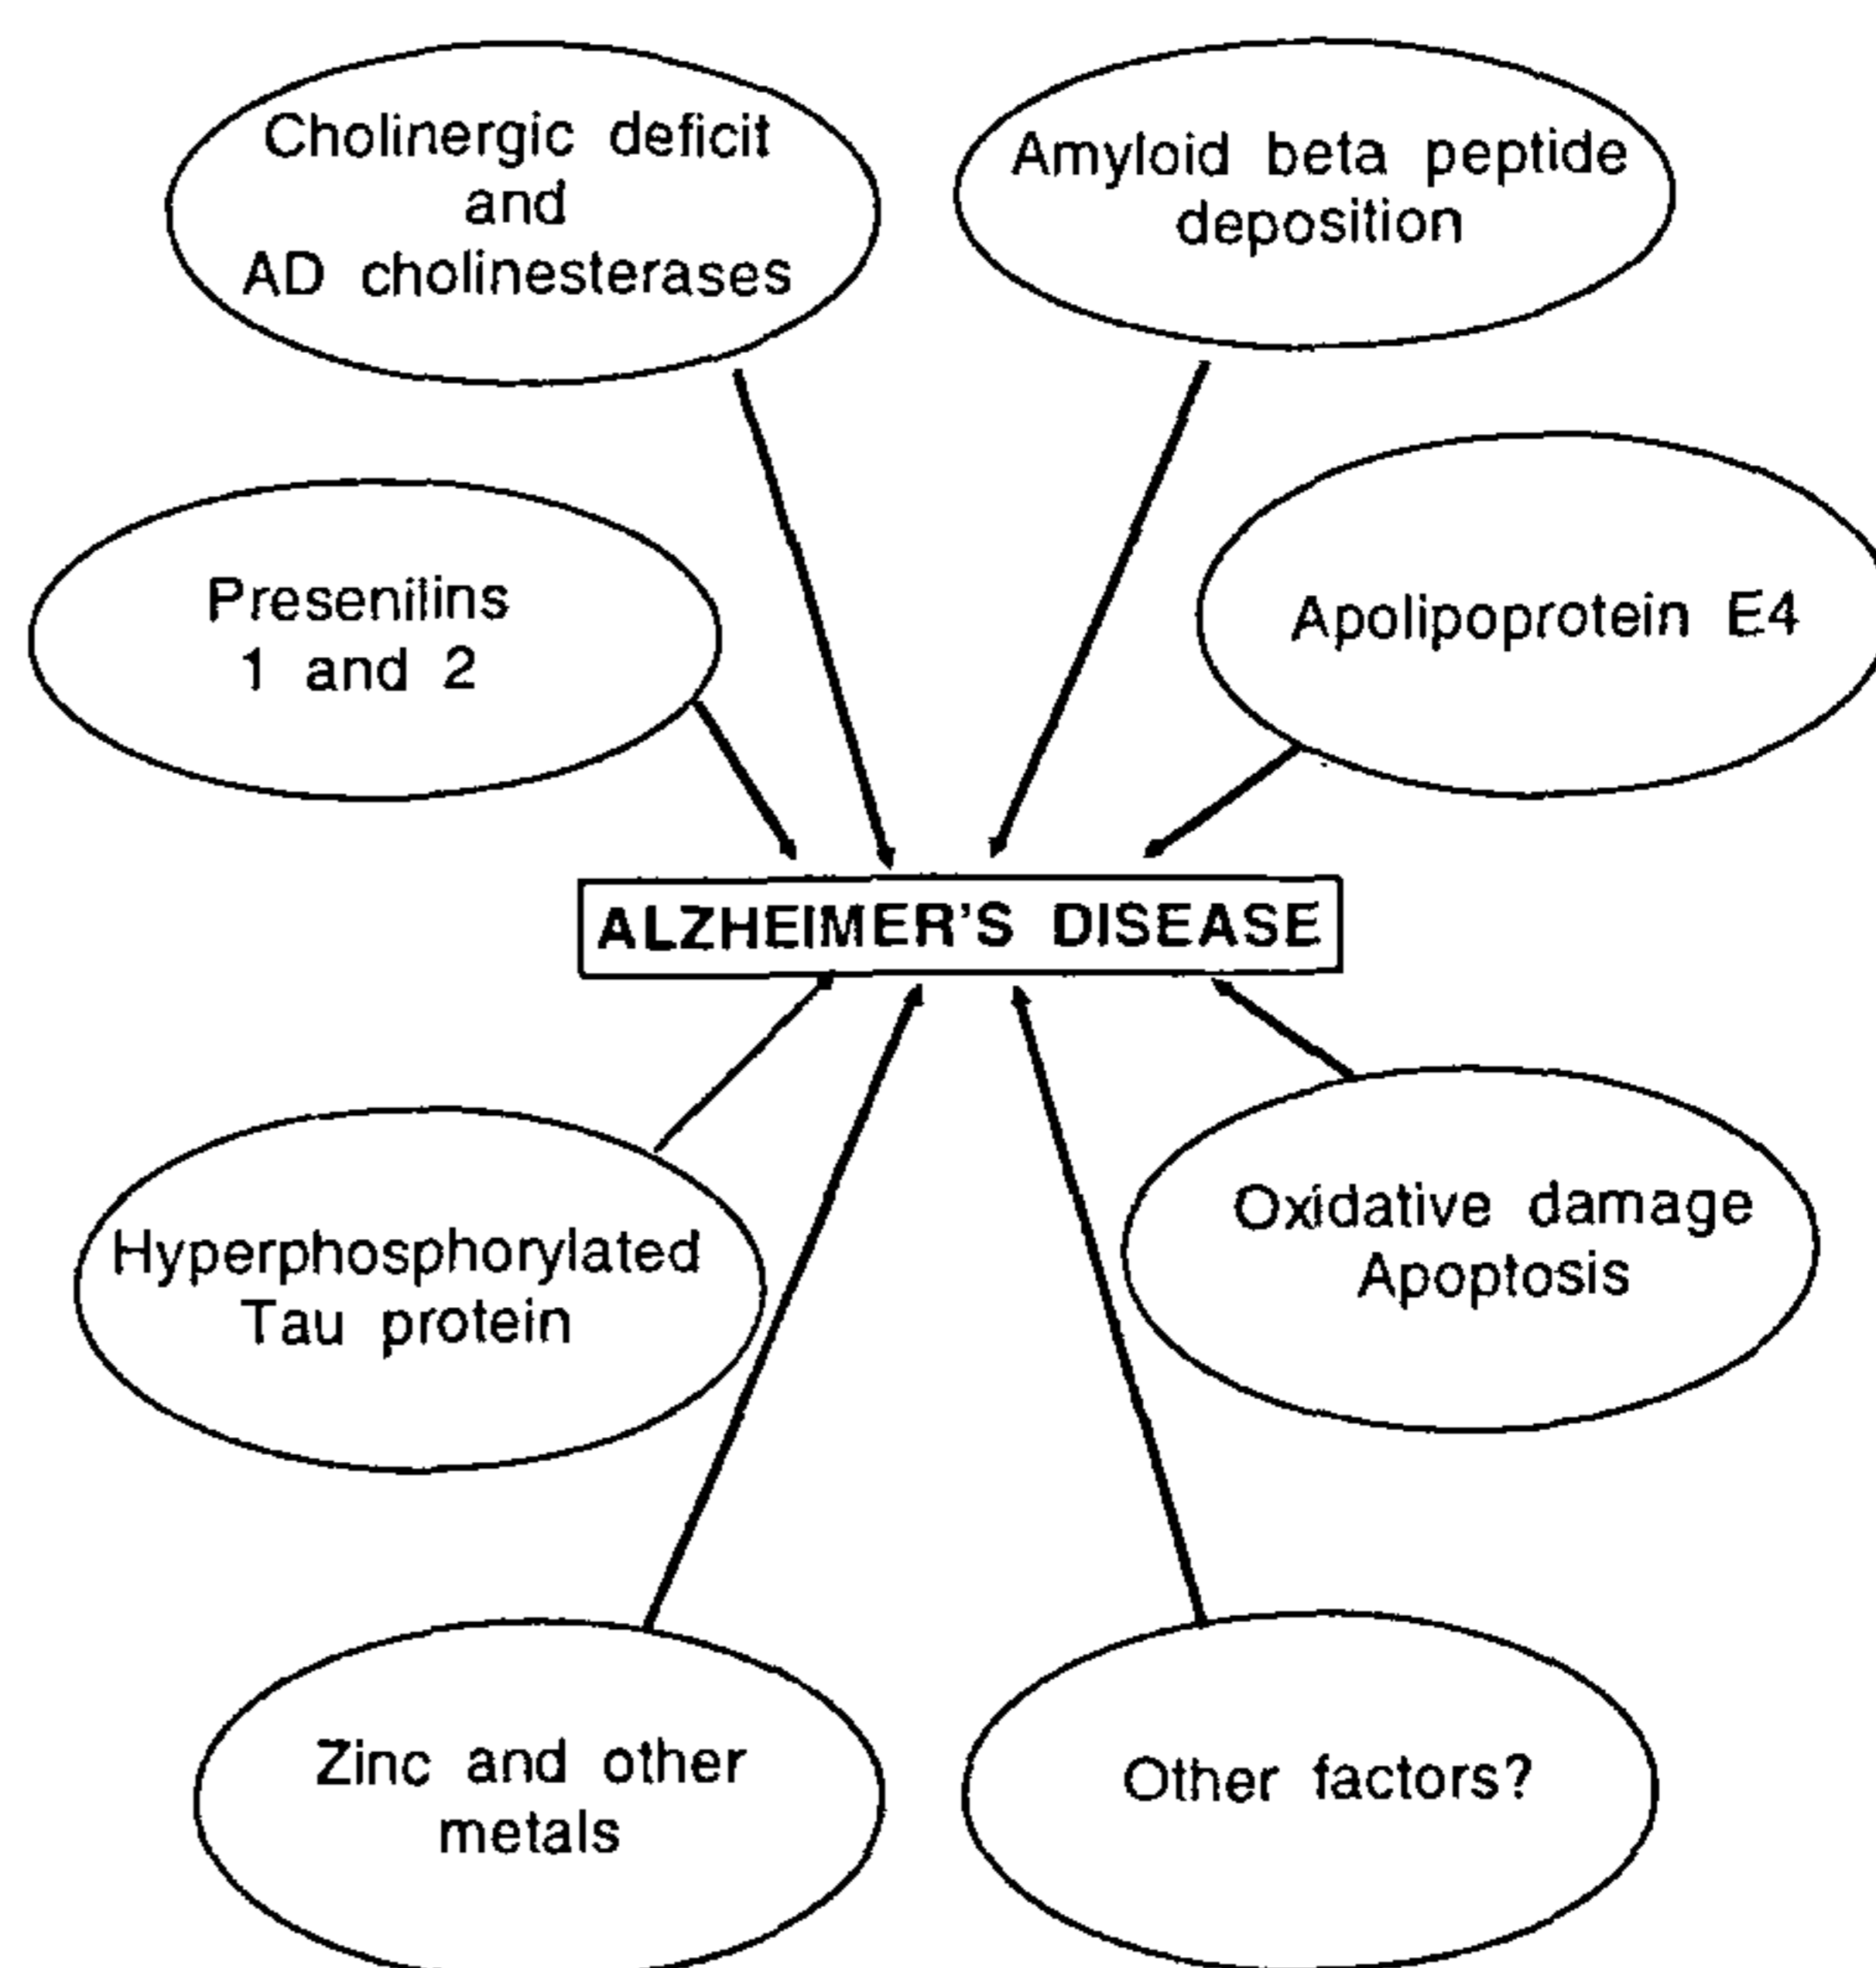 Cholinergic deficit
and
AD cholinesterases
Amyloid beta peptide
deposition
Presenilins
1 and 2
Apolipoprotein E4
ALZHEIMER'S DISEASE
Hyperphosphorylated
Tau protein
Oxidative damage
Apoptosis
Zinc and other
metals
Other factors?